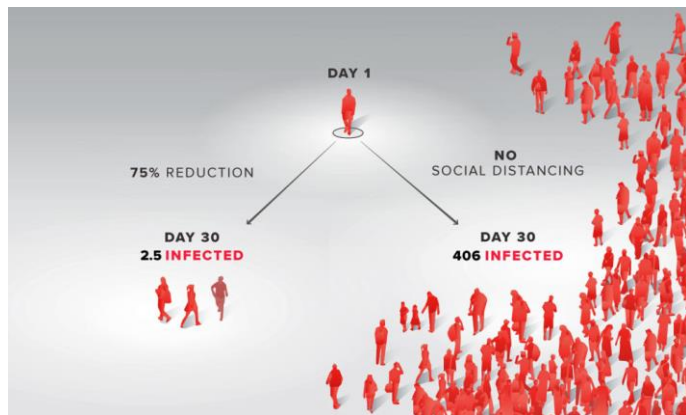 DAY 1
75% REDUCTION
NO
SOCIAL DISTANCING
DAY 30
2.5 INFECTED
DAY 30
406 INFECTED